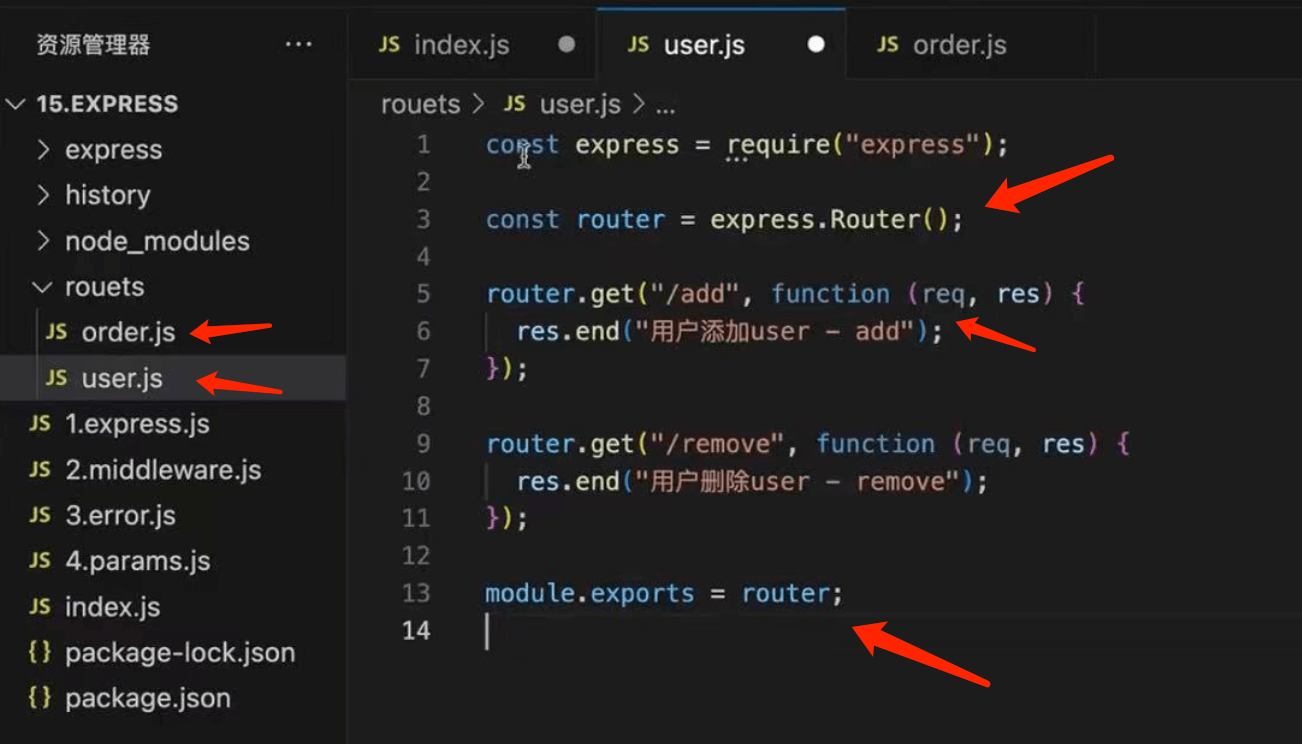 资源管理器 ...
15.EXPRESS
express
history
node_modules
rouets
JS order.js
JS user.js
JS 1.express.js
JS 2.middleware.js
JS 3.error.js
JS 4.params.js
JS index.js
{} package-lock.json
{} package.json
JS index.js JS user.js JS order.js
rouets > JS user.js > ...
1 const express = require("express");
2
3 const router = express.Router();
4
5 router.get("/add", function (req, res) {
6 res.end("用户添加user - add");
7 });
8
9 router.get("/remove", function (req, res) {
10 res.end("用户删除user - remove");
11 });
12
13 module.exports = router;
14